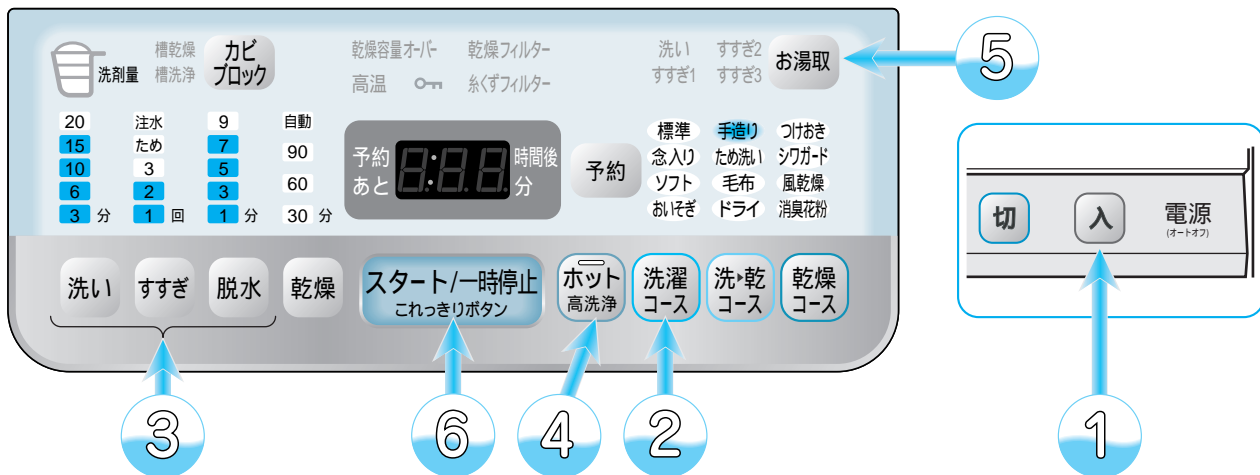 洗剤量
槽乾燥
槽洗浄
カビ
ブロック
乾燥容量オーバー
乾燥フィルター
高温
糸くずフィルター
洗い
すすぎ2
すすぎ1
すすぎ3
お湯取
5
20
15
10
6
3 分
注水
ため
3
2
1 回
9
7
5
3
1 分
自動
90
60
30 分
予約
あと
8:88
時間後
分
予約
標準 手造り つけおき
念入り ため洗い シワガード
ソフト 毛布 風乾燥
おいそぎ ドライ 消臭花粉
切
入
電源
(オートオフ)
洗い
すすぎ
脱水
乾燥
スタート/一時停止
これっきりボタン
ホット
高洗浄
洗濯
コース
洗▸乾
コース
乾燥
コース
3
6
4
2
1